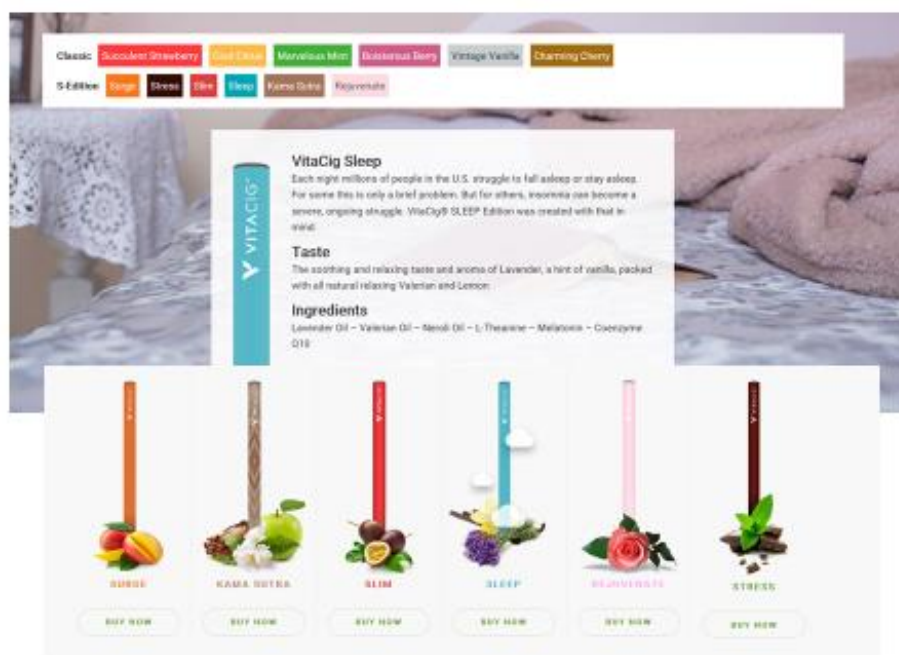 Classic Succulent Strawberry Cool Citrus Marvelous Mint Boisterous Berry Vintage Vanilla Charming Cherry
S-Edition Surge Stress Slim Sleep Kama Sutra Rejuvenate
VitaCig Sleep
Each night millions of people in the U.S. struggle to fall asleep or stay asleep.
For some this is only a brief problem. But for others, insomnia can become a
severe, ongoing struggle. VitaCig® SLEEP Edition was created with that in
mind.
Taste
The soothing and relaxing taste and aroma of Lavender, a hint of vanilla, packed
with all natural relaxing Valerian and Lemon
Ingredients
Lavender Oil – Valerian Oil – Neroli Oil – L-Theanine – Melatonin – Coenzyme
Q10
VITACIG
SURGE KAMA SUTRA SLIM SLEEP REJUVENATE STRESS
BUY NOW BUY NOW BUY NOW BUY NOW BUY NOW BUY NOW